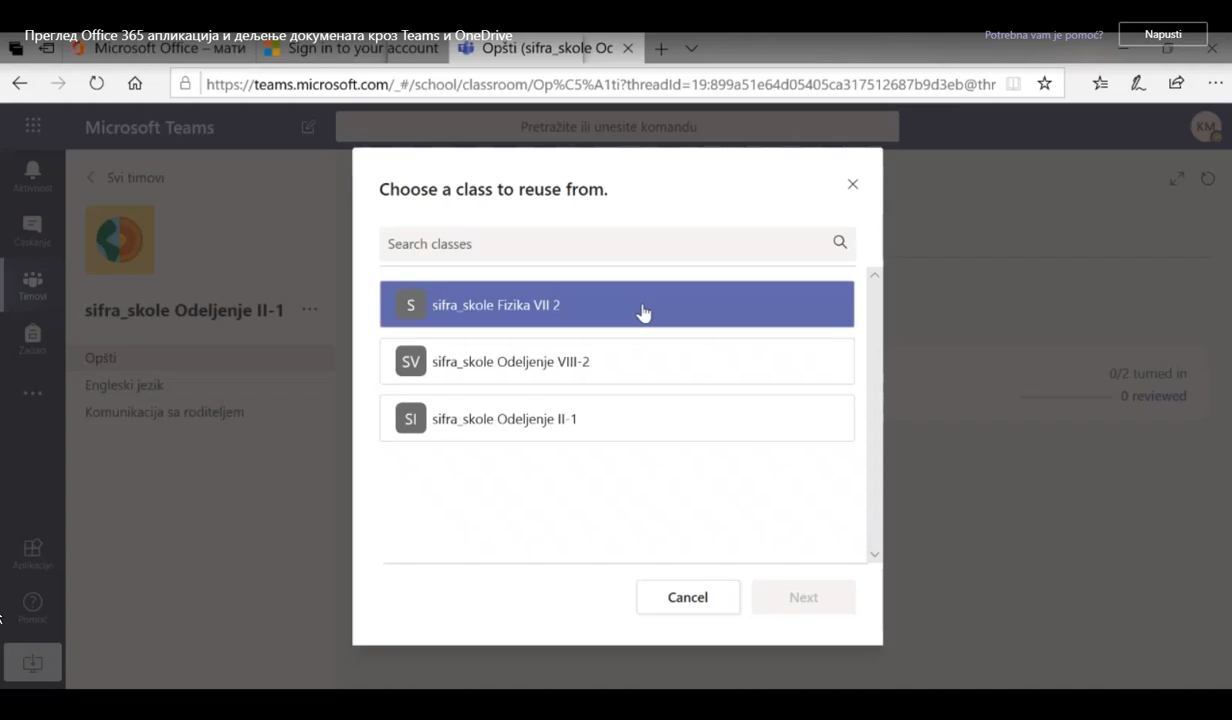 Преглед Office 365 апликација и дељење докумената кроз Teams и OneDrive
Potrebna vam je pomoć?
Napusti
Microsoft Office – мати
Sign in to your account
Opšti (sifra_skole Oc
https://teams.microsoft.com/_#/school/classroom/Op%C5%A1ti?threadId=19:899a51e64d05405ca317512687b9d3eb@thr
Microsoft Teams
Pretražite ili unesite komandu
KM
Aktivnost
Ćaskanje
Timovi
Zadaci
Aplikacije
Pomoć
Svi timovi
sifra_skole Odeljenje II-1
Opšti
Engleski jezik
Komunikacija sa roditeljem
Choose a class to reuse from.
Search classes
S sifra_skole Fizika VII 2
SV sifra_skole Odeljenje VIII-2
SI sifra_skole Odeljenje II-1
Cancel
Next
0/2 turned in
0 reviewed